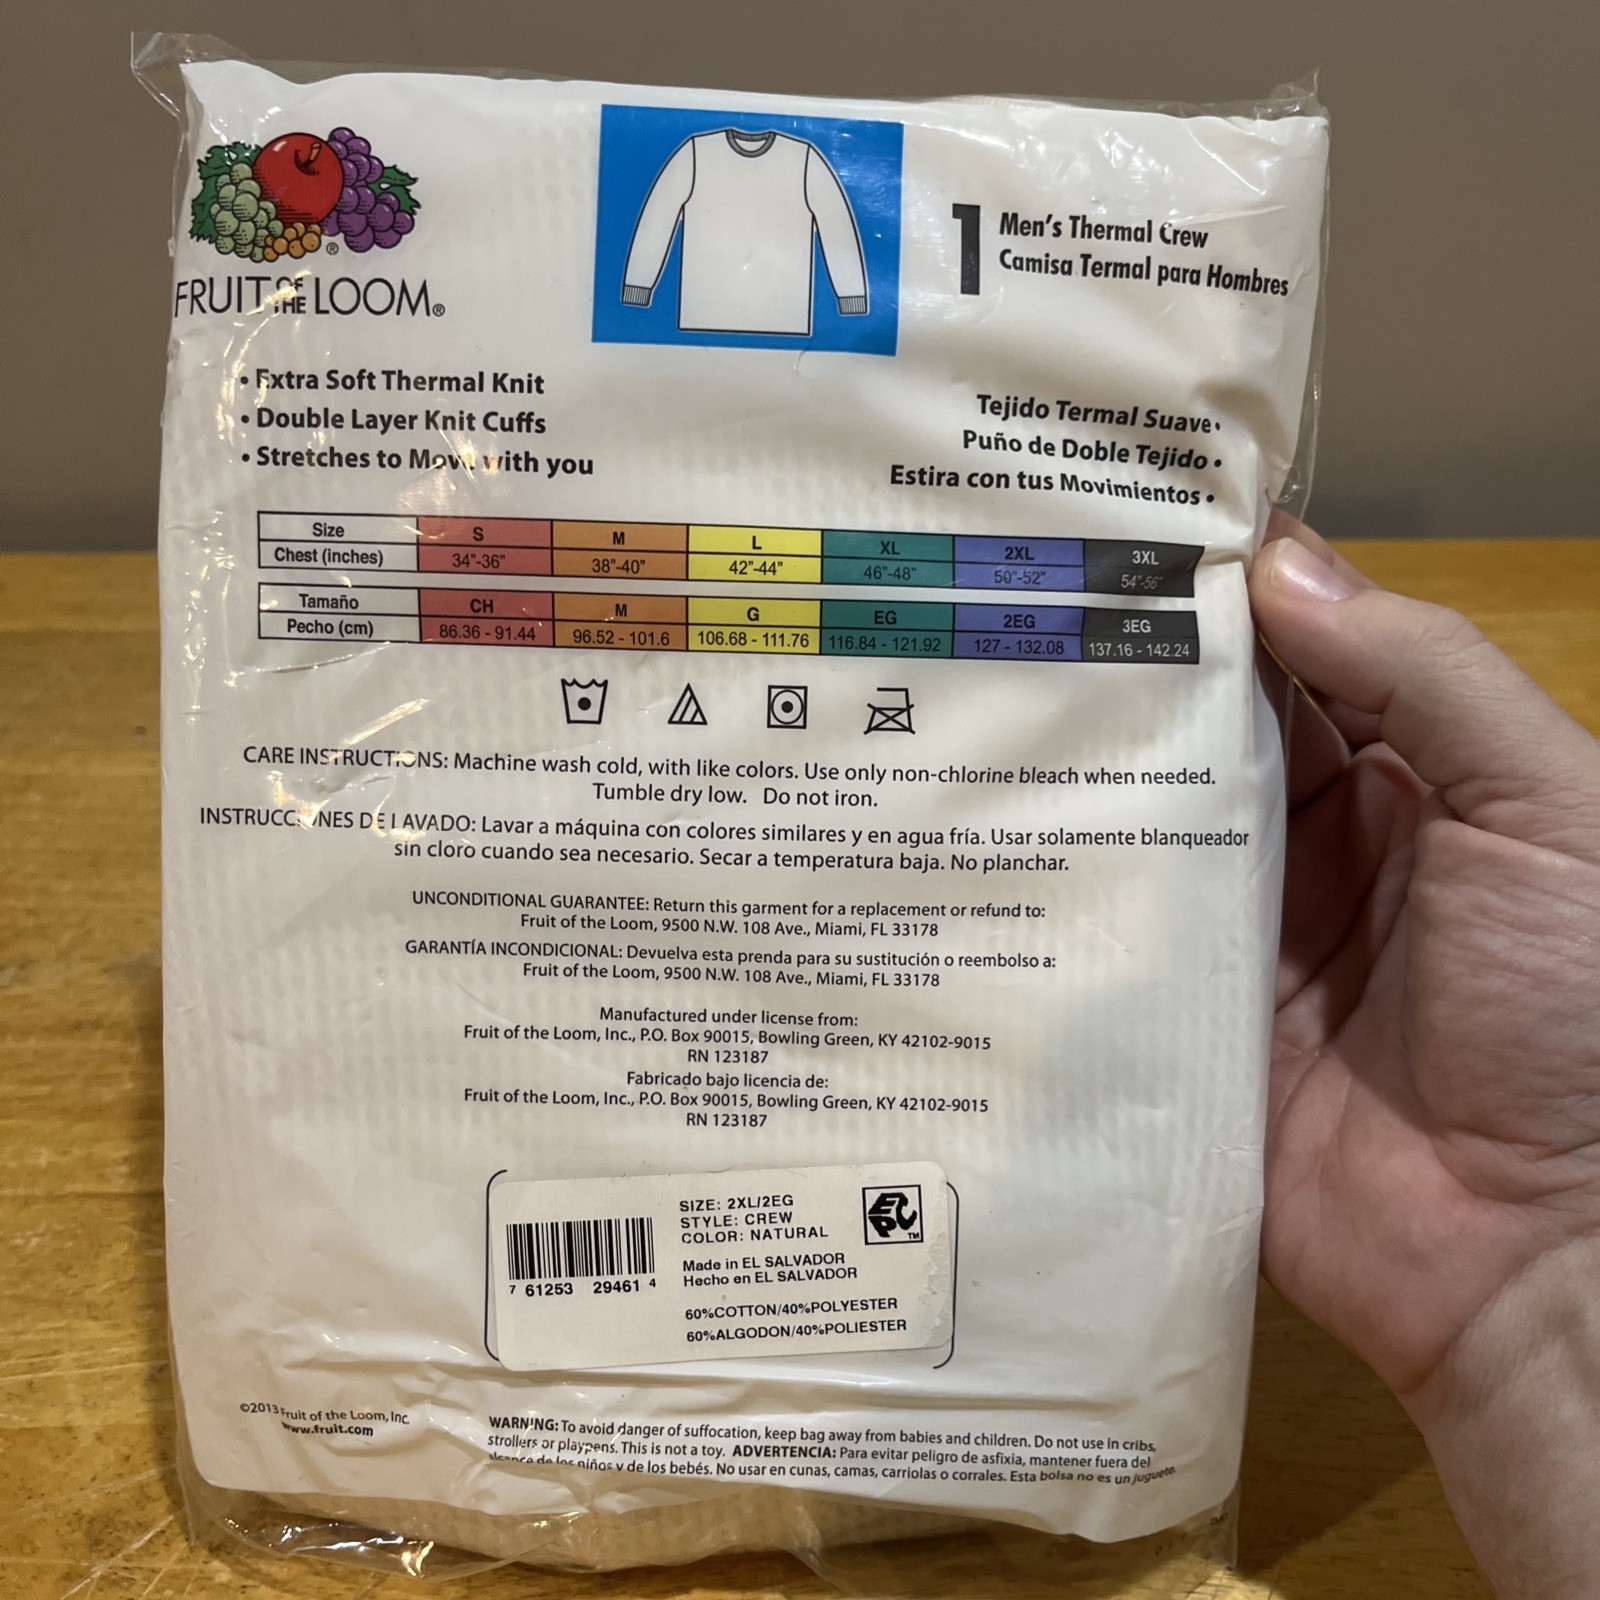 FRUIT OF THE LOOM®
1 Men's Thermal Crew
Camisa Termal para Hombres
• Extra Soft Thermal Knit
• Double Layer Knit Cuffs
• Stretches to Move with you
Tejido Termal Suave•
Puño de Doble Tejido •
Estira con tus Movimientos •
Size S M L XL 2XL 3XL
Chest (inches) 34"-36" 38"-40" 42"-44" 46"-48" 50"-52" 54"-56"
Tamaño CH M G EG 2EG 3EG
Pecho (cm) 86.36 - 91.44 96.52 - 101.6 106.68 - 111.76 116.84 - 121.92 127 - 132.08 137.16 - 142.24
CARE INSTRUCTIONS: Machine wash cold, with like colors. Use only non-chlorine bleach when needed.
Tumble dry low. Do not iron.
INSTRUCCIONES DE LAVADO: Lavar a máquina con colores similares y en agua fría. Usar solamente blanqueador
sin cloro cuando sea necesario. Secar a temperatura baja. No planchar.
UNCONDITIONAL GUARANTEE: Return this garment for a replacement or refund to:
Fruit of the Loom, 9500 N.W. 108 Ave., Miami, FL 33178
GARANTÍA INCONDICIONAL: Devuelva esta prenda para su sustitución o reembolso a:
Fruit of the Loom, 9500 N.W. 108 Ave., Miami, FL 33178
Manufactured under license from:
Fruit of the Loom, Inc., P.O. Box 90015, Bowling Green, KY 42102-9015
RN 123187
Fabricado bajo licencia de:
Fruit of the Loom, Inc., P.O. Box 90015, Bowling Green, KY 42102-9015
RN 123187
SIZE: 2XL/2EG
STYLE: CREW
COLOR: NATURAL
Made in EL SALVADOR
Hecho en EL SALVADOR
60%COTTON/40%POLYESTER
60%ALGODON/40%POLIESTER
7 61253 29461 4
EPC TM
©2013 Fruit of the Loom, Inc.
www.fruit.com
WARNING: To avoid danger of suffocation, keep bag away from babies and children. Do not use in cribs,
strollers or playpens. This is not a toy. ADVERTENCIA: Para evitar peligro de asfixia, mantener fuera del
alcance de los niños y de los bebés. No usar en cunas, camas, carriolas o corrales. Esta bolsa no es un juguete.